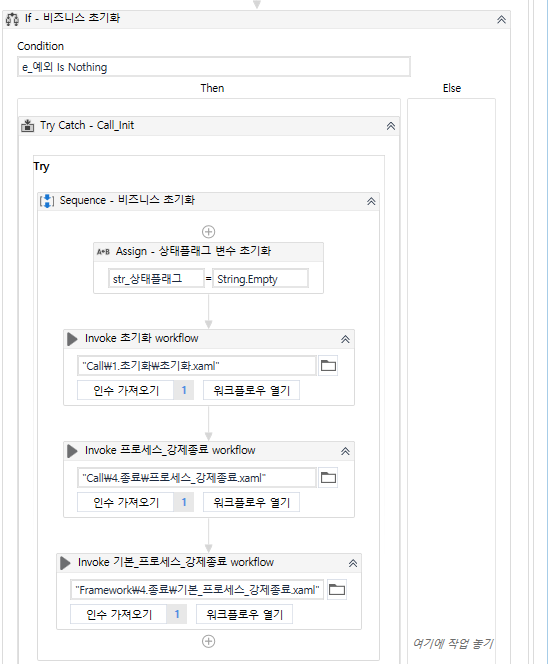 If - 비즈니스 초기화
Condition
e_예외 Is Nothing
Then
Else
Try Catch - Call_Init
Try
Sequence - 비즈니스 초기화
A*B Assign - 상태플래그 변수 초기화
str_상태플래그 = String.Empty
Invoke 초기화 workflow
"Call₩1.초기화₩초기화.xaml"
인수 가져오기 1 워크플로우 열기
Invoke 프로세스_강제종료 workflow
"Call₩4.종료₩프로세스_강제종료.xaml"
인수 가져오기 1 워크플로우 열기
Invoke 기본_프로세스_강제종료 workflow
"Framework₩4.종료₩기본_프로세스_강제종료.xaml"
인수 가져오기 1 워크플로우 열기
여기에 작업 놓기